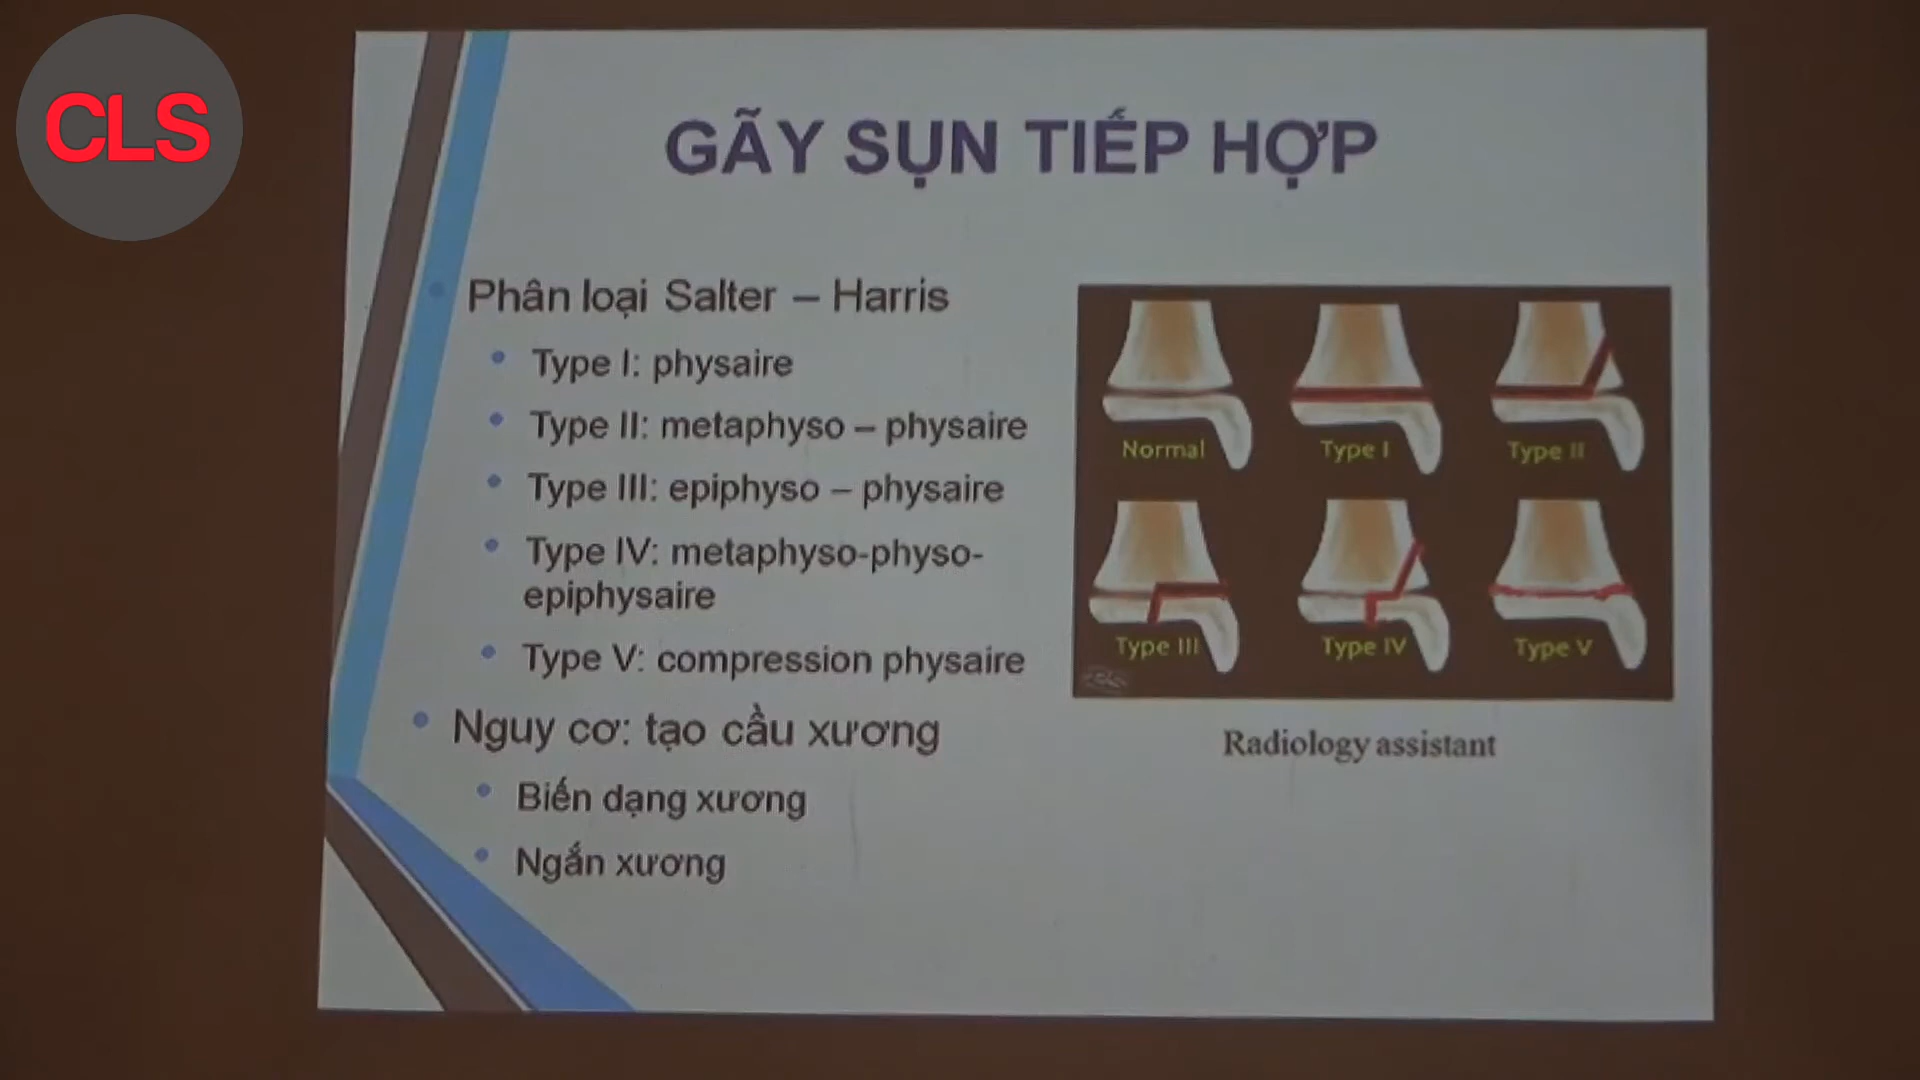 CLS
GÃY SỤN TIẾP HỢP
Phân loại Salter – Harris
Type I: physaire
Type II: metaphyso – physaire
Type III: epiphyso – physaire
Type IV: metaphyso-physo-
epiphysaire
Type V: compression physaire
Nguy cơ: tạo cầu xương
Biến dạng xương
Ngắn xương
Normal
Type I
Type II
Type III
Type IV
Type V
Radiology assistant